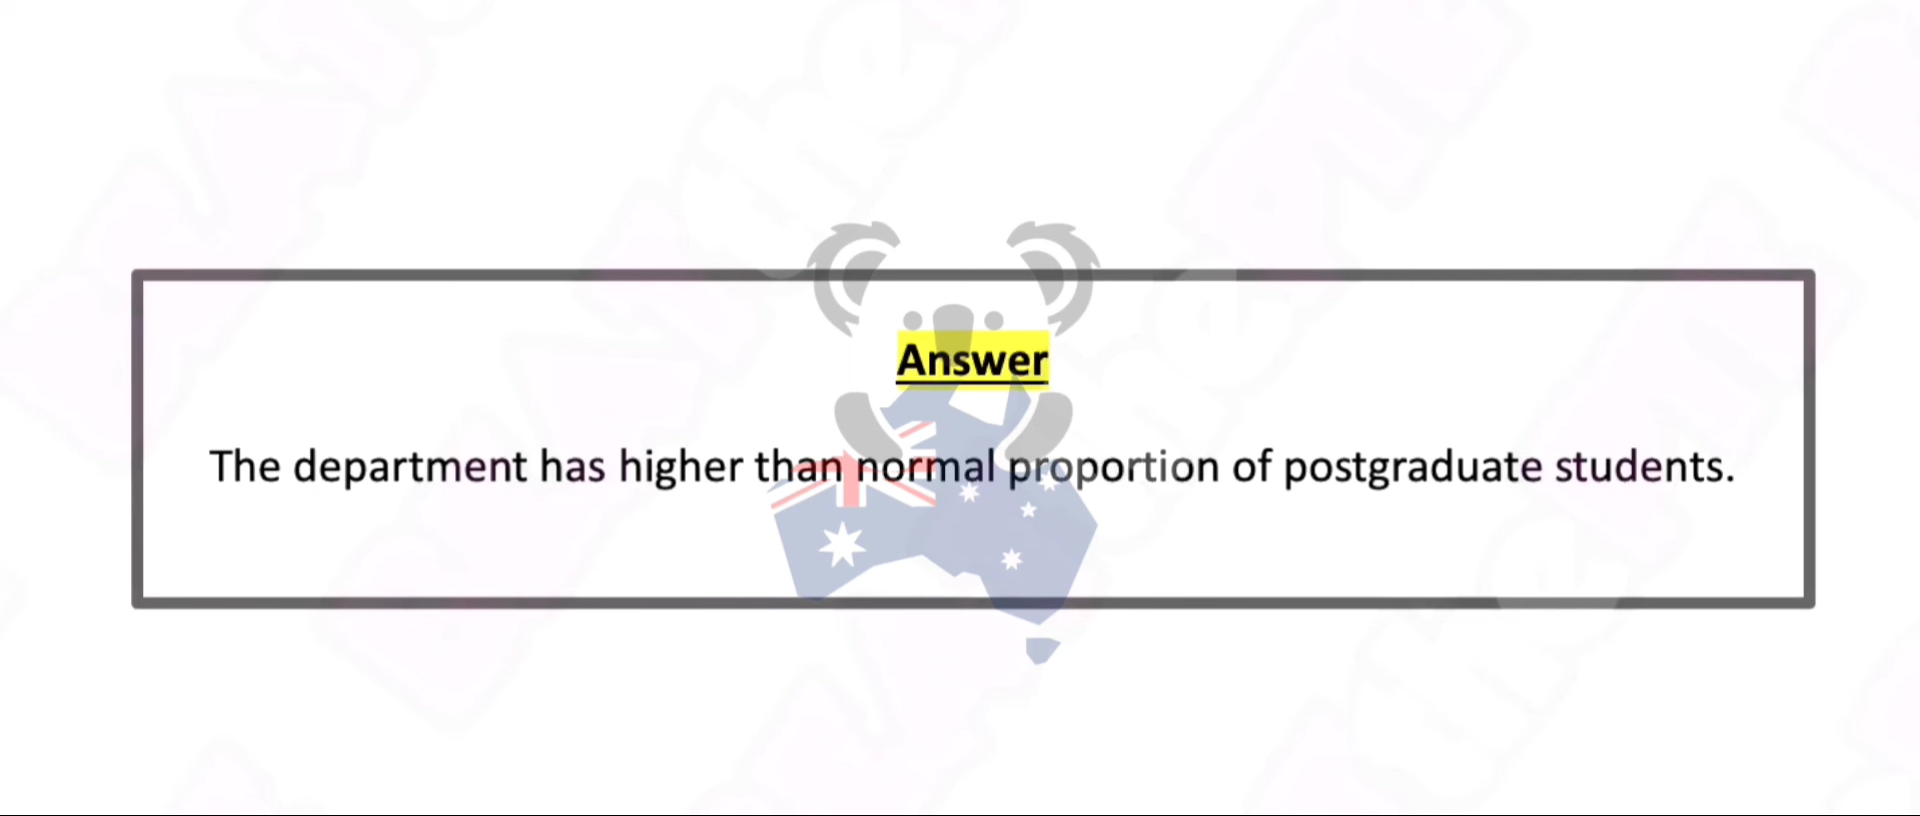 Answer
The department has higher than normal proportion of postgraduate students.